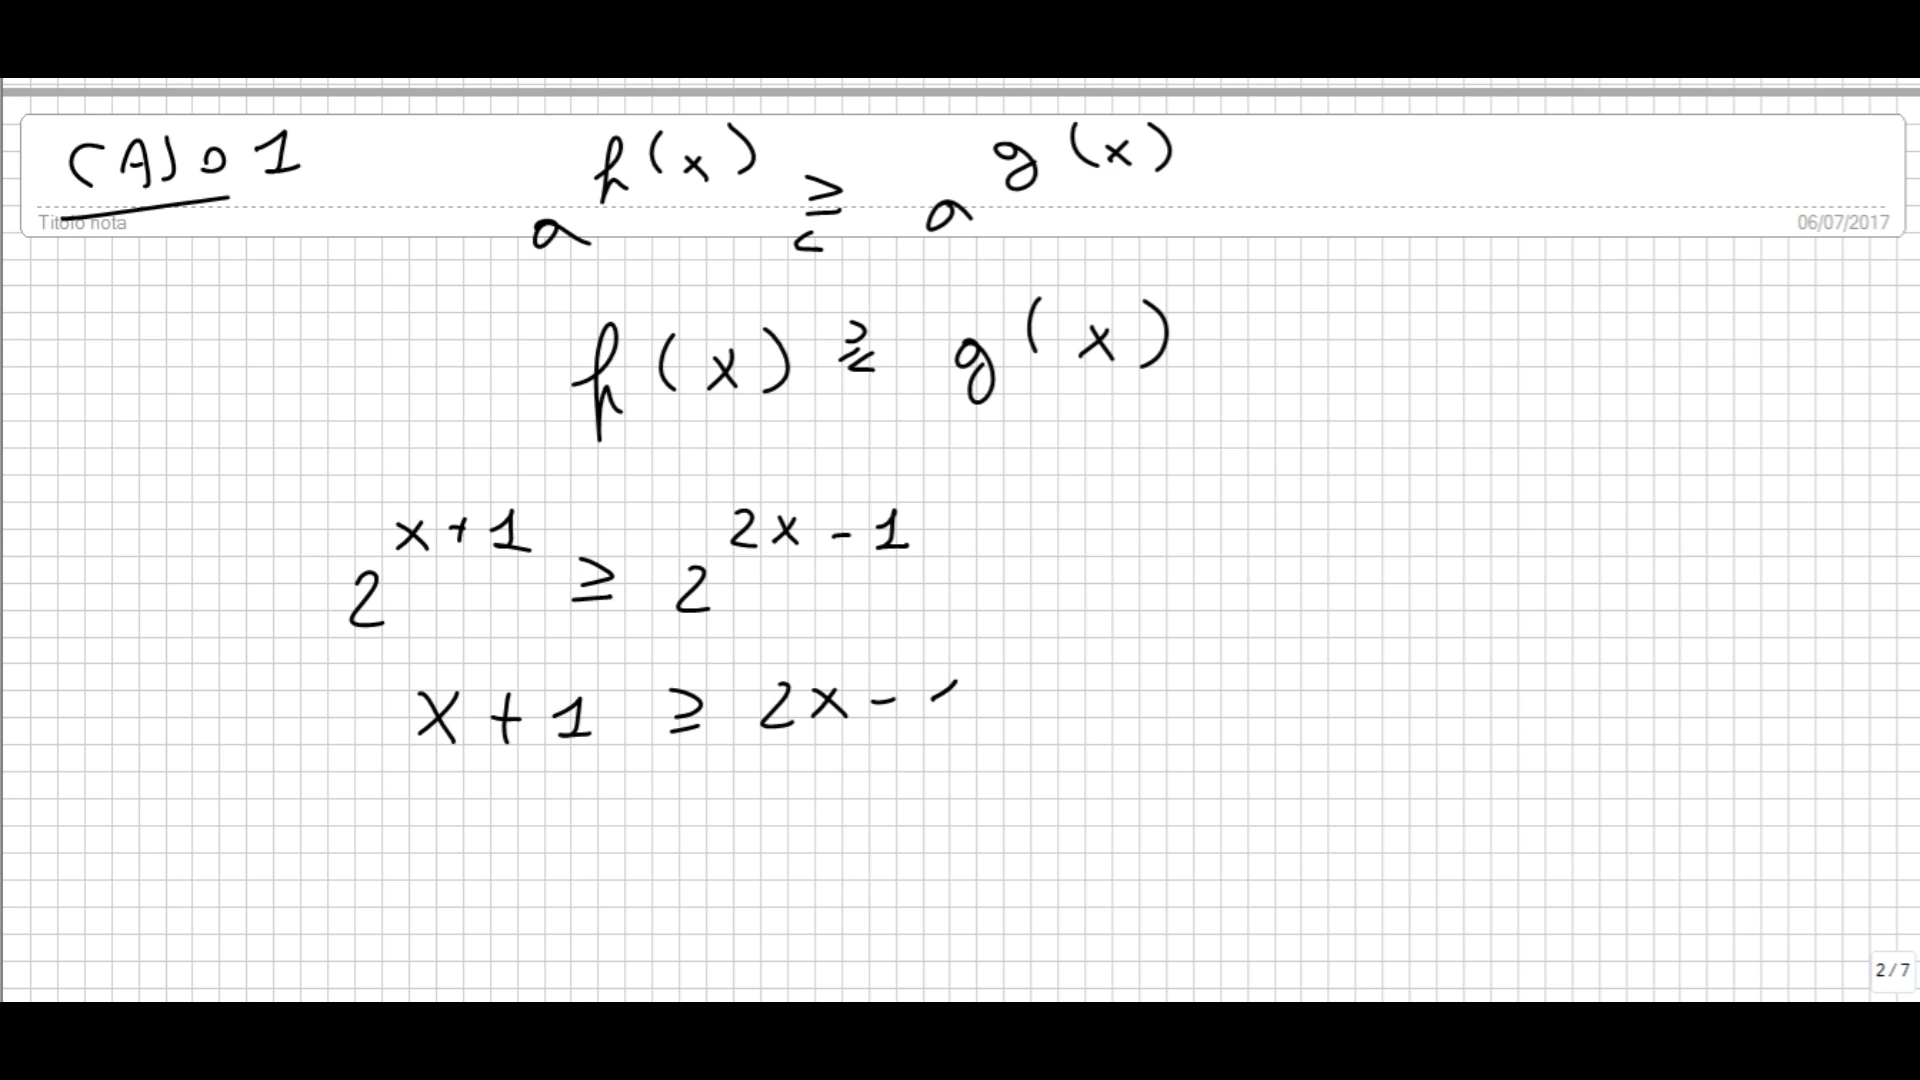 CASO 1
a^f(x) ≥< a^g(x)
Titolo nota
06/07/2017
f(x) ≥≤ g(x)
2^x+1 ≥ 2^2x-1
x+1 ≥ 2x-
2/7